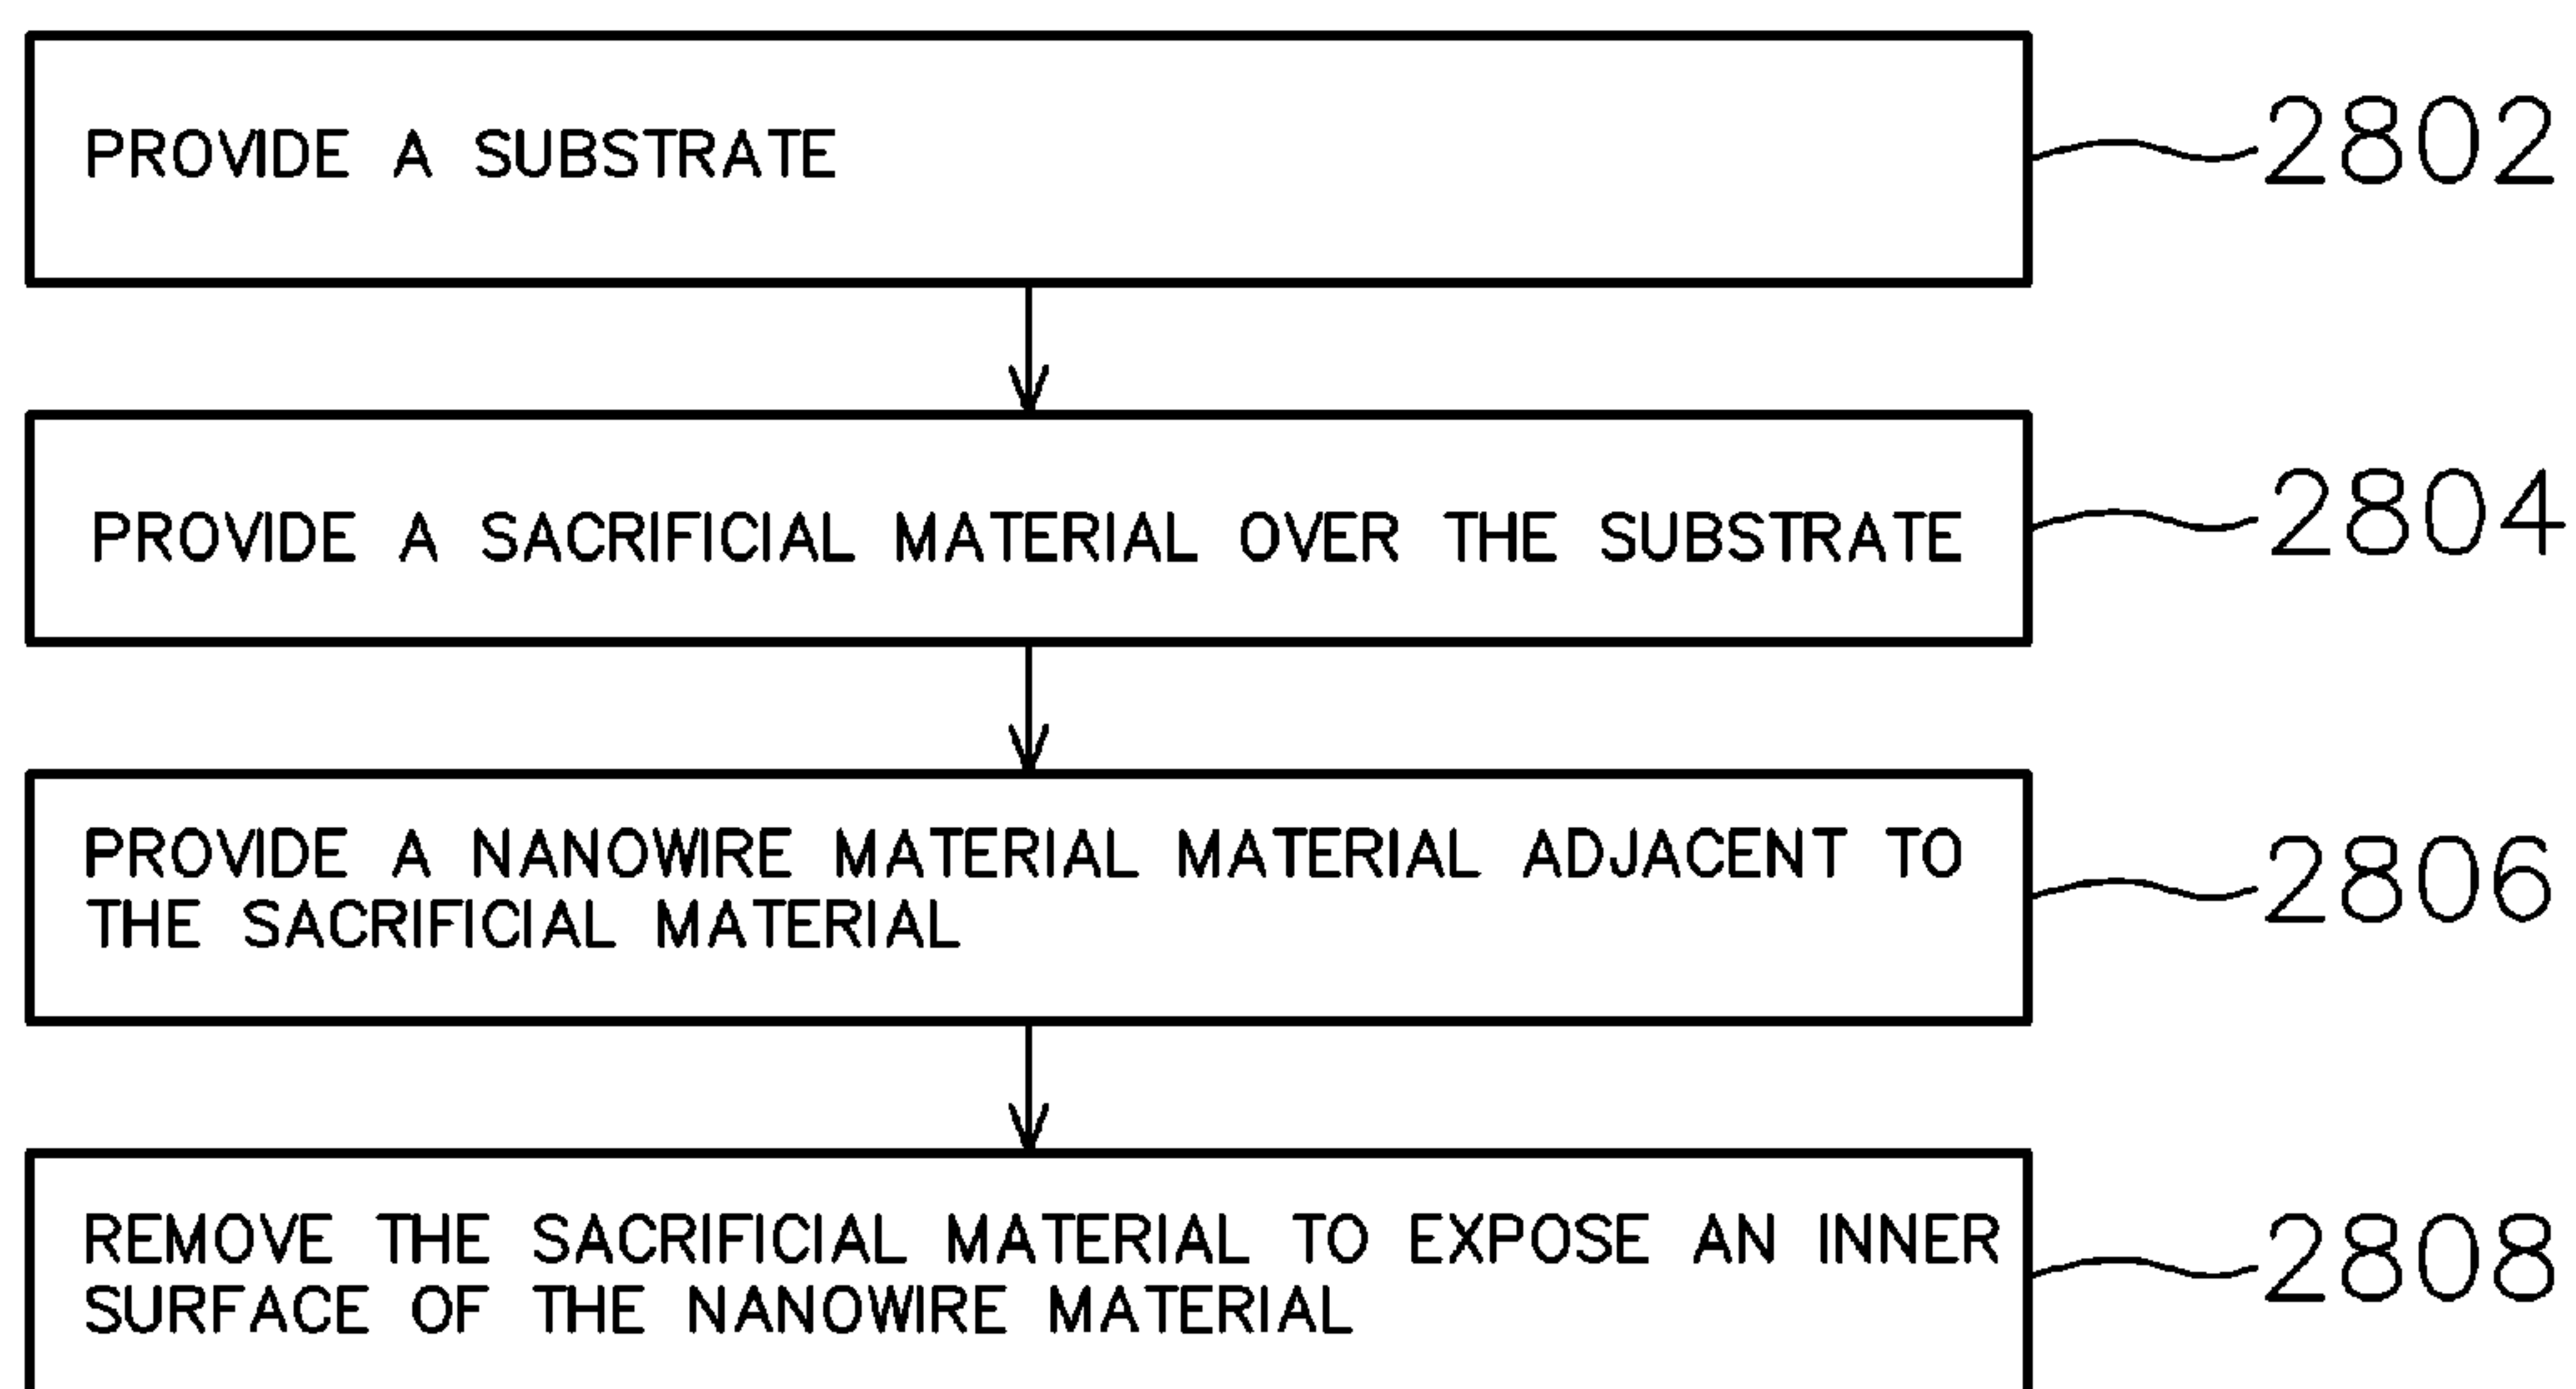 PROVIDE A SUBSTRATE
2802
PROVIDE A SACRIFICIAL MATERIAL OVER THE SUBSTRATE
2804
PROVIDE A NANOWIRE MATERIAL MATERIAL ADJACENT TO
THE SACRIFICIAL MATERIAL
2806
REMOVE THE SACRIFICIAL MATERIAL TO EXPOSE AN INNER
SURFACE OF THE NANOWIRE MATERIAL
2808